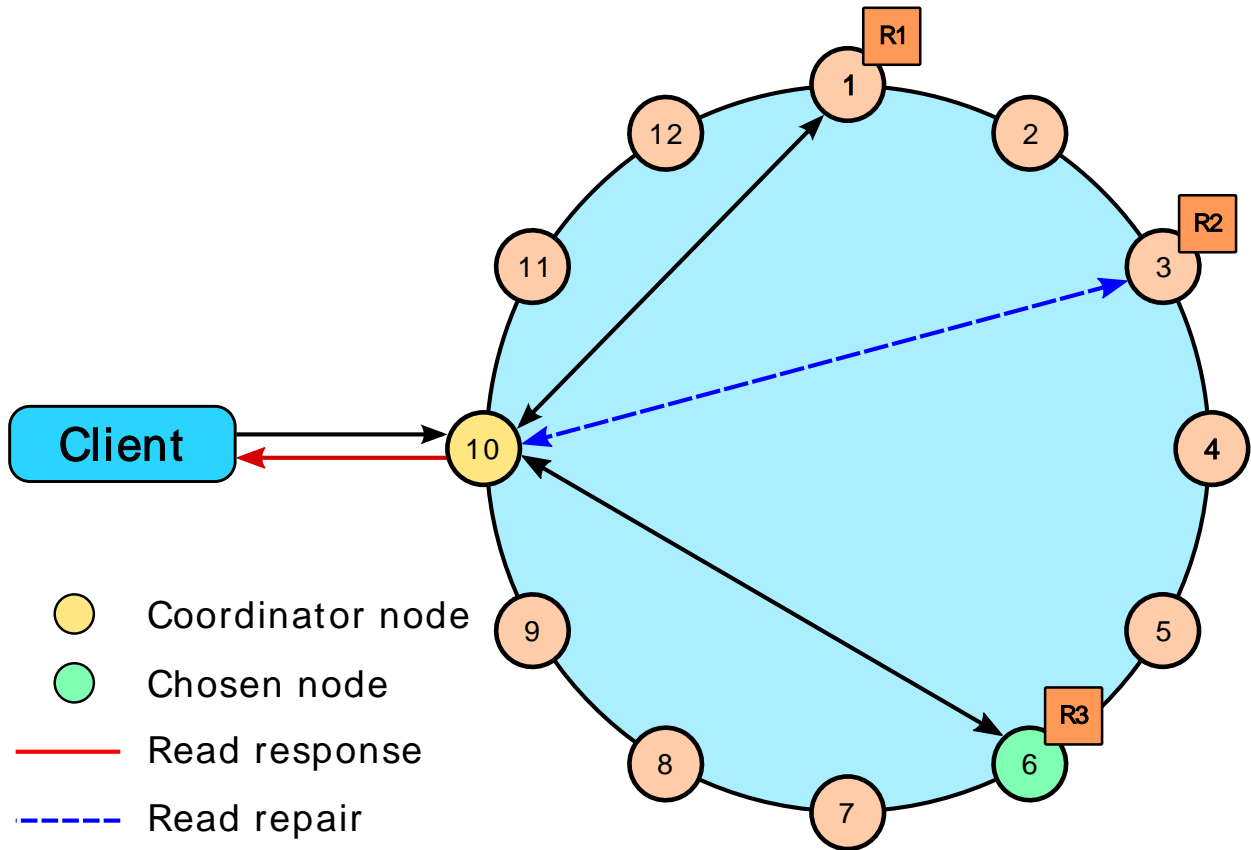 R1
1
12
2
R2
11
3
Client
10
4
Coordinator node
9
5
Chosen node
R3
Read response
8
6
7
Read repair